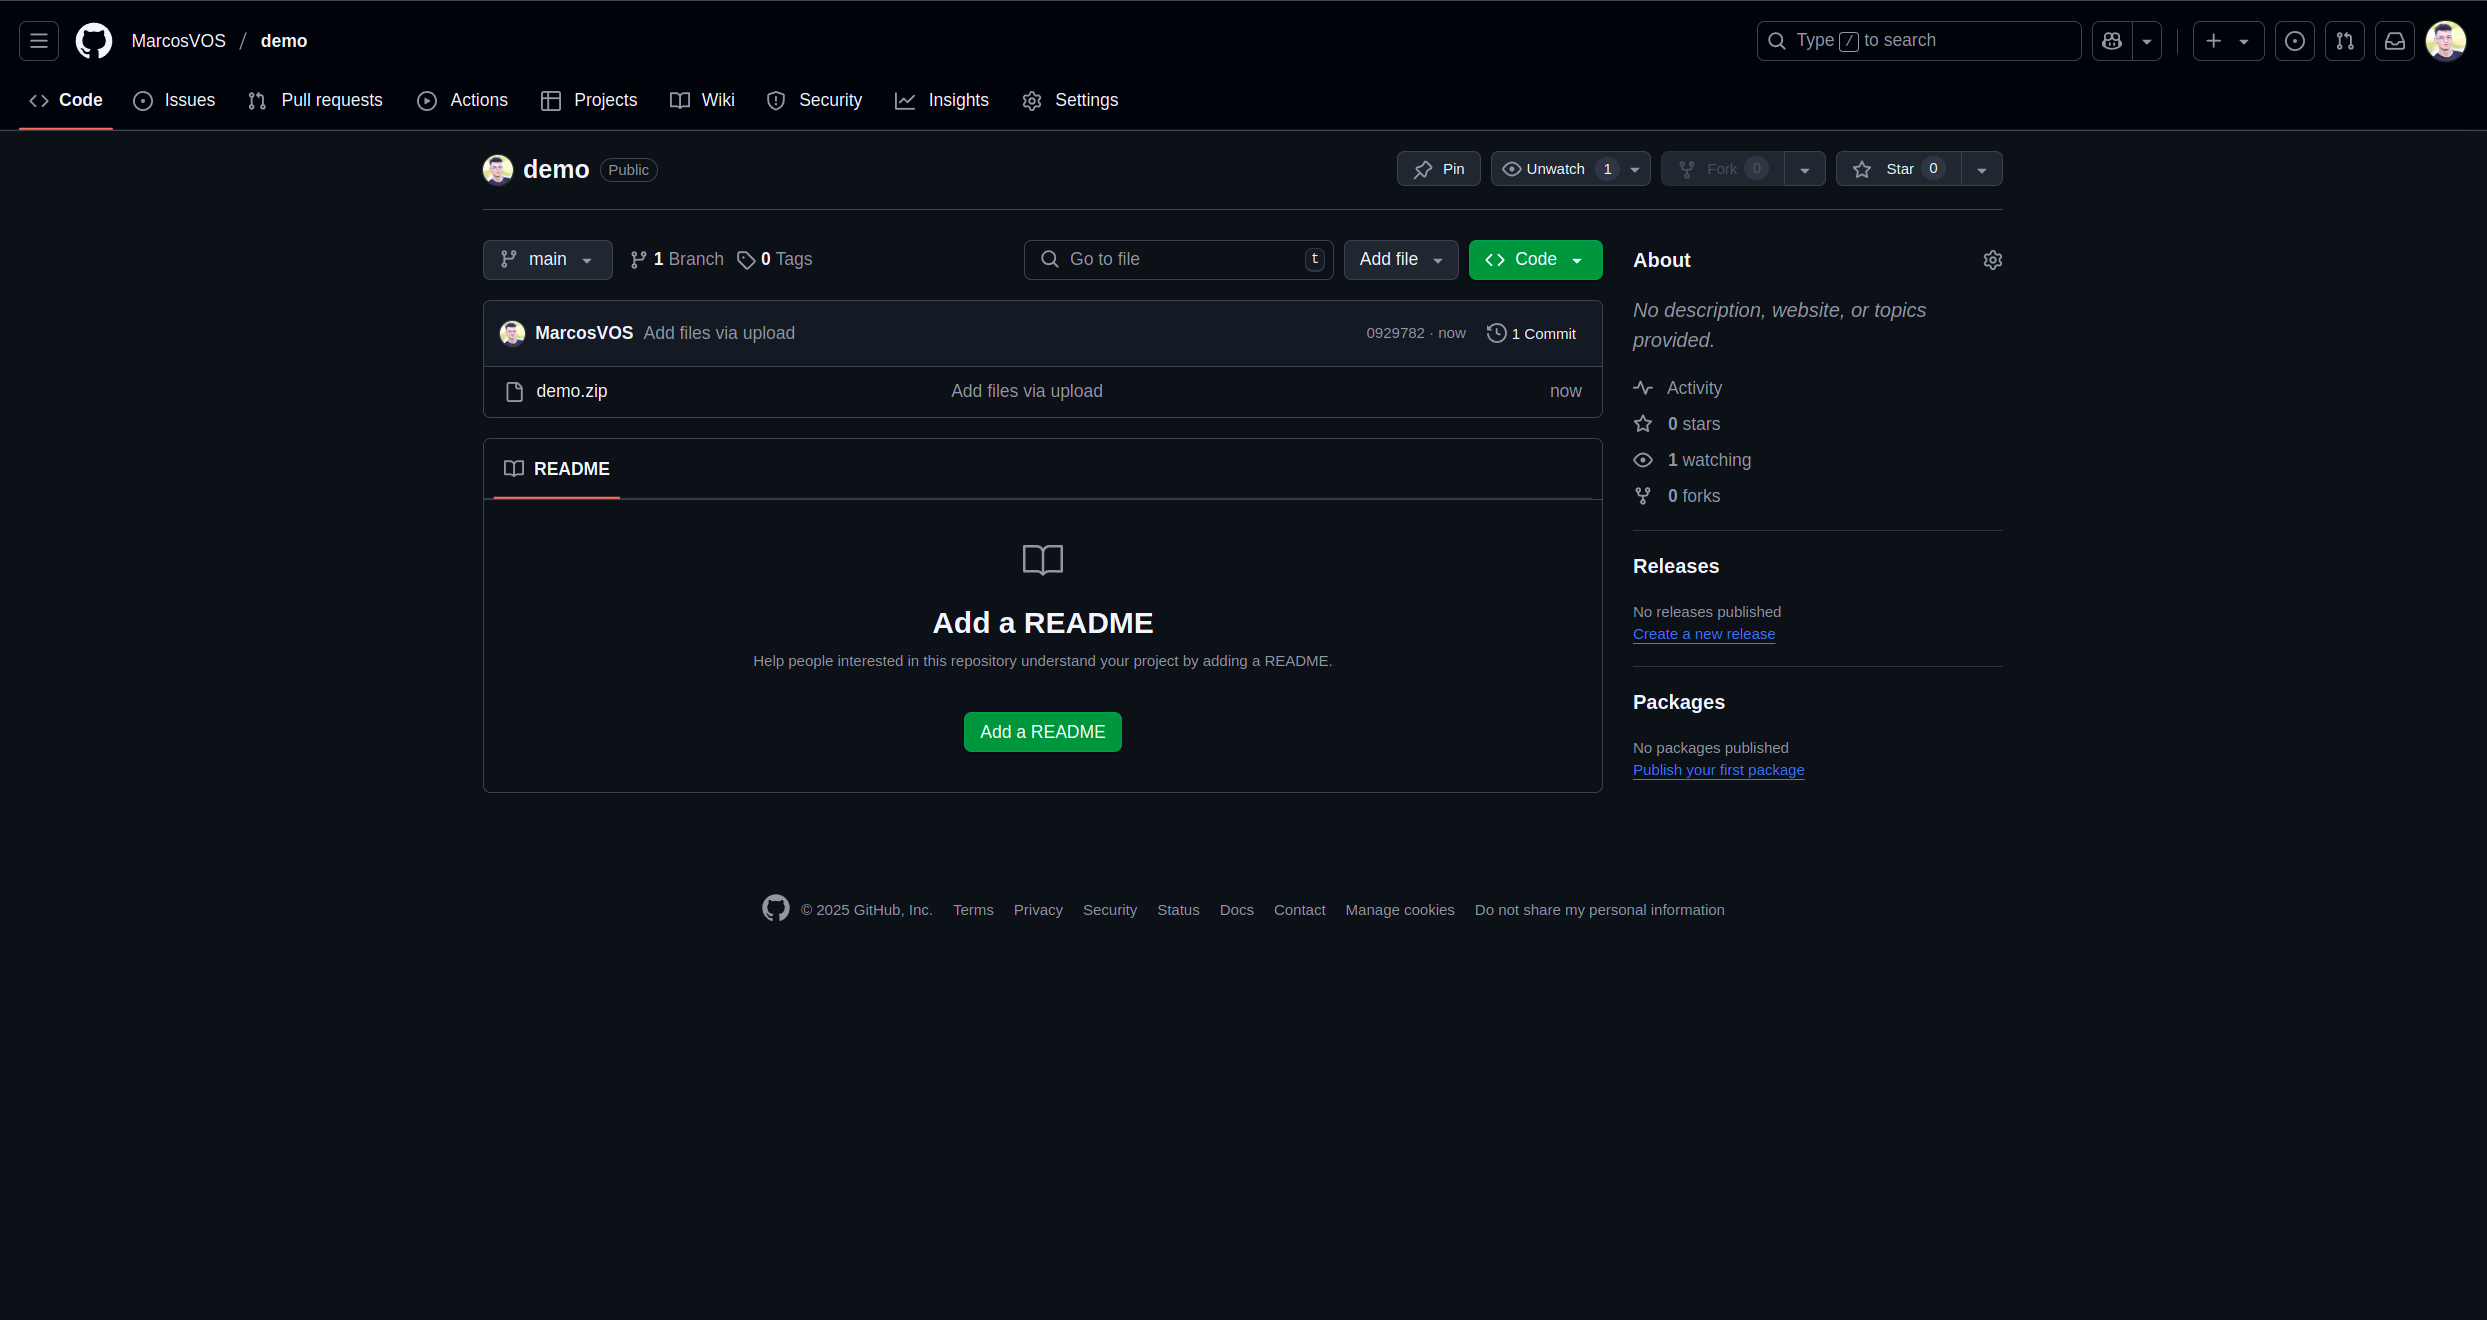 MarcosVOS / demo
Type / to search
Code Issues Pull requests Actions Projects Wiki Security Insights Settings
demo Public
Pin Unwatch 1 Fork 0 Star 0
main 1 Branch 0 Tags
Go to file t Add file Code
MarcosVOS Add files via upload 0929782 · now 1 Commit
demo.zip Add files via upload now
README
Add a README
Help people interested in this repository understand your project by adding a README.
Add a README
About
No description, website, or topics
provided.
Activity
0 stars
1 watching
0 forks
Releases
No releases published
Create a new release
Packages
No packages published
Publish your first package
© 2025 GitHub, Inc. Terms Privacy Security Status Docs Contact Manage cookies Do not share my personal information